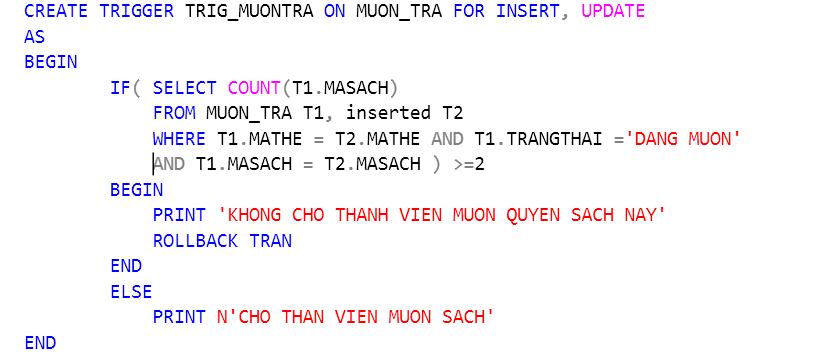 CREATE TRIGGER TRIG_MUONTRA ON MUON_TRA FOR INSERT, UPDATE
AS
BEGIN
IF( SELECT COUNT(T1.MASACH)
FROM MUON_TRA T1, inserted T2
WHERE T1.MATHE = T2.MATHE AND T1.TRANGTHAI ='DANG MUON'
AND T1.MASACH = T2.MASACH ) >=2
BEGIN
PRINT 'KHONG CHO THANH VIEN MUON QUYEN SACH NAY'
ROLLBACK TRAN
END
ELSE
PRINT N'CHO THAN VIEN MUON SACH'
END